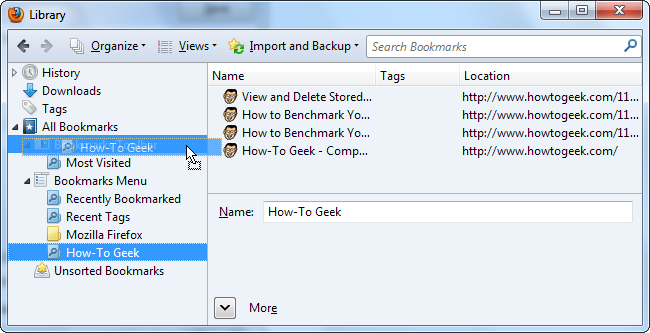 Library
Organize Views Import and Backup Search Bookmarks
History
Downloads
Tags
All Bookmarks
How-To Geek
Most Visited
Bookmarks Menu
Recently Bookmarked
Recent Tags
Mozilla Firefox
How-To Geek
Unsorted Bookmarks
Name Tags Location
View and Delete Stored... http://www.howtogeek.com/11...
How to Benchmark Yo... http://www.howtogeek.com/11...
How to Benchmark Yo... http://www.howtogeek.com/11...
How-To Geek - Comp... http://www.howtogeek.com/
Name: How-To Geek
More